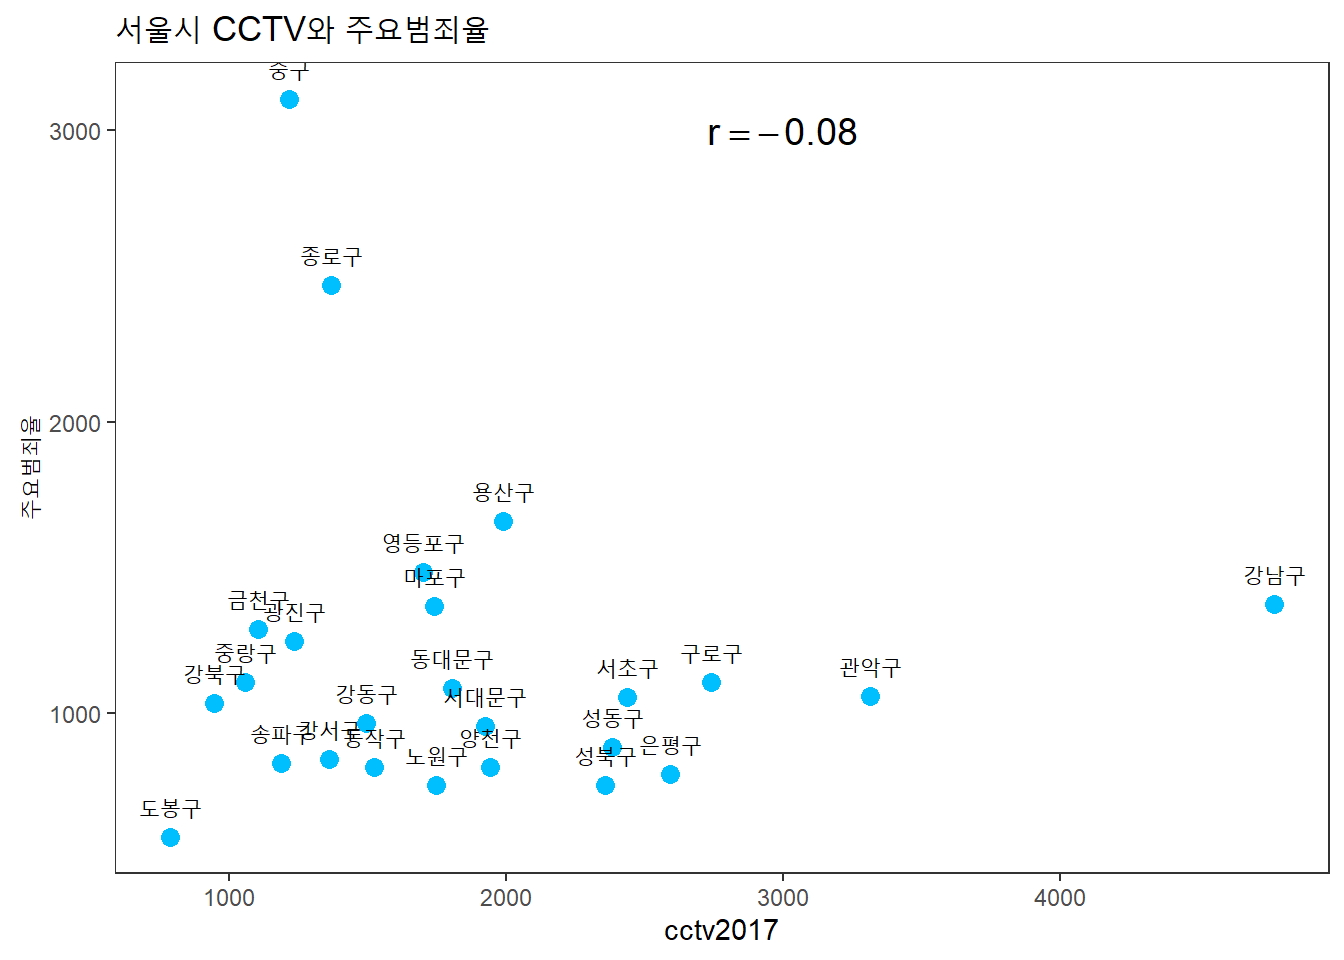 서울시 CCTV와 주요범죄율
중구
3000
r = −0.08
종로구
주요범죄율
2000
용산구
영등포구
마포구
강남구
금천구
광진구
중랑구
동대문구
서초구
구로구
관악구
강북구
강동구
서대문구
1000
성동구
송파구
강서구
동작구
양천구
은평구
노원구
성북구
도봉구
1000 2000 3000 4000
cctv2017